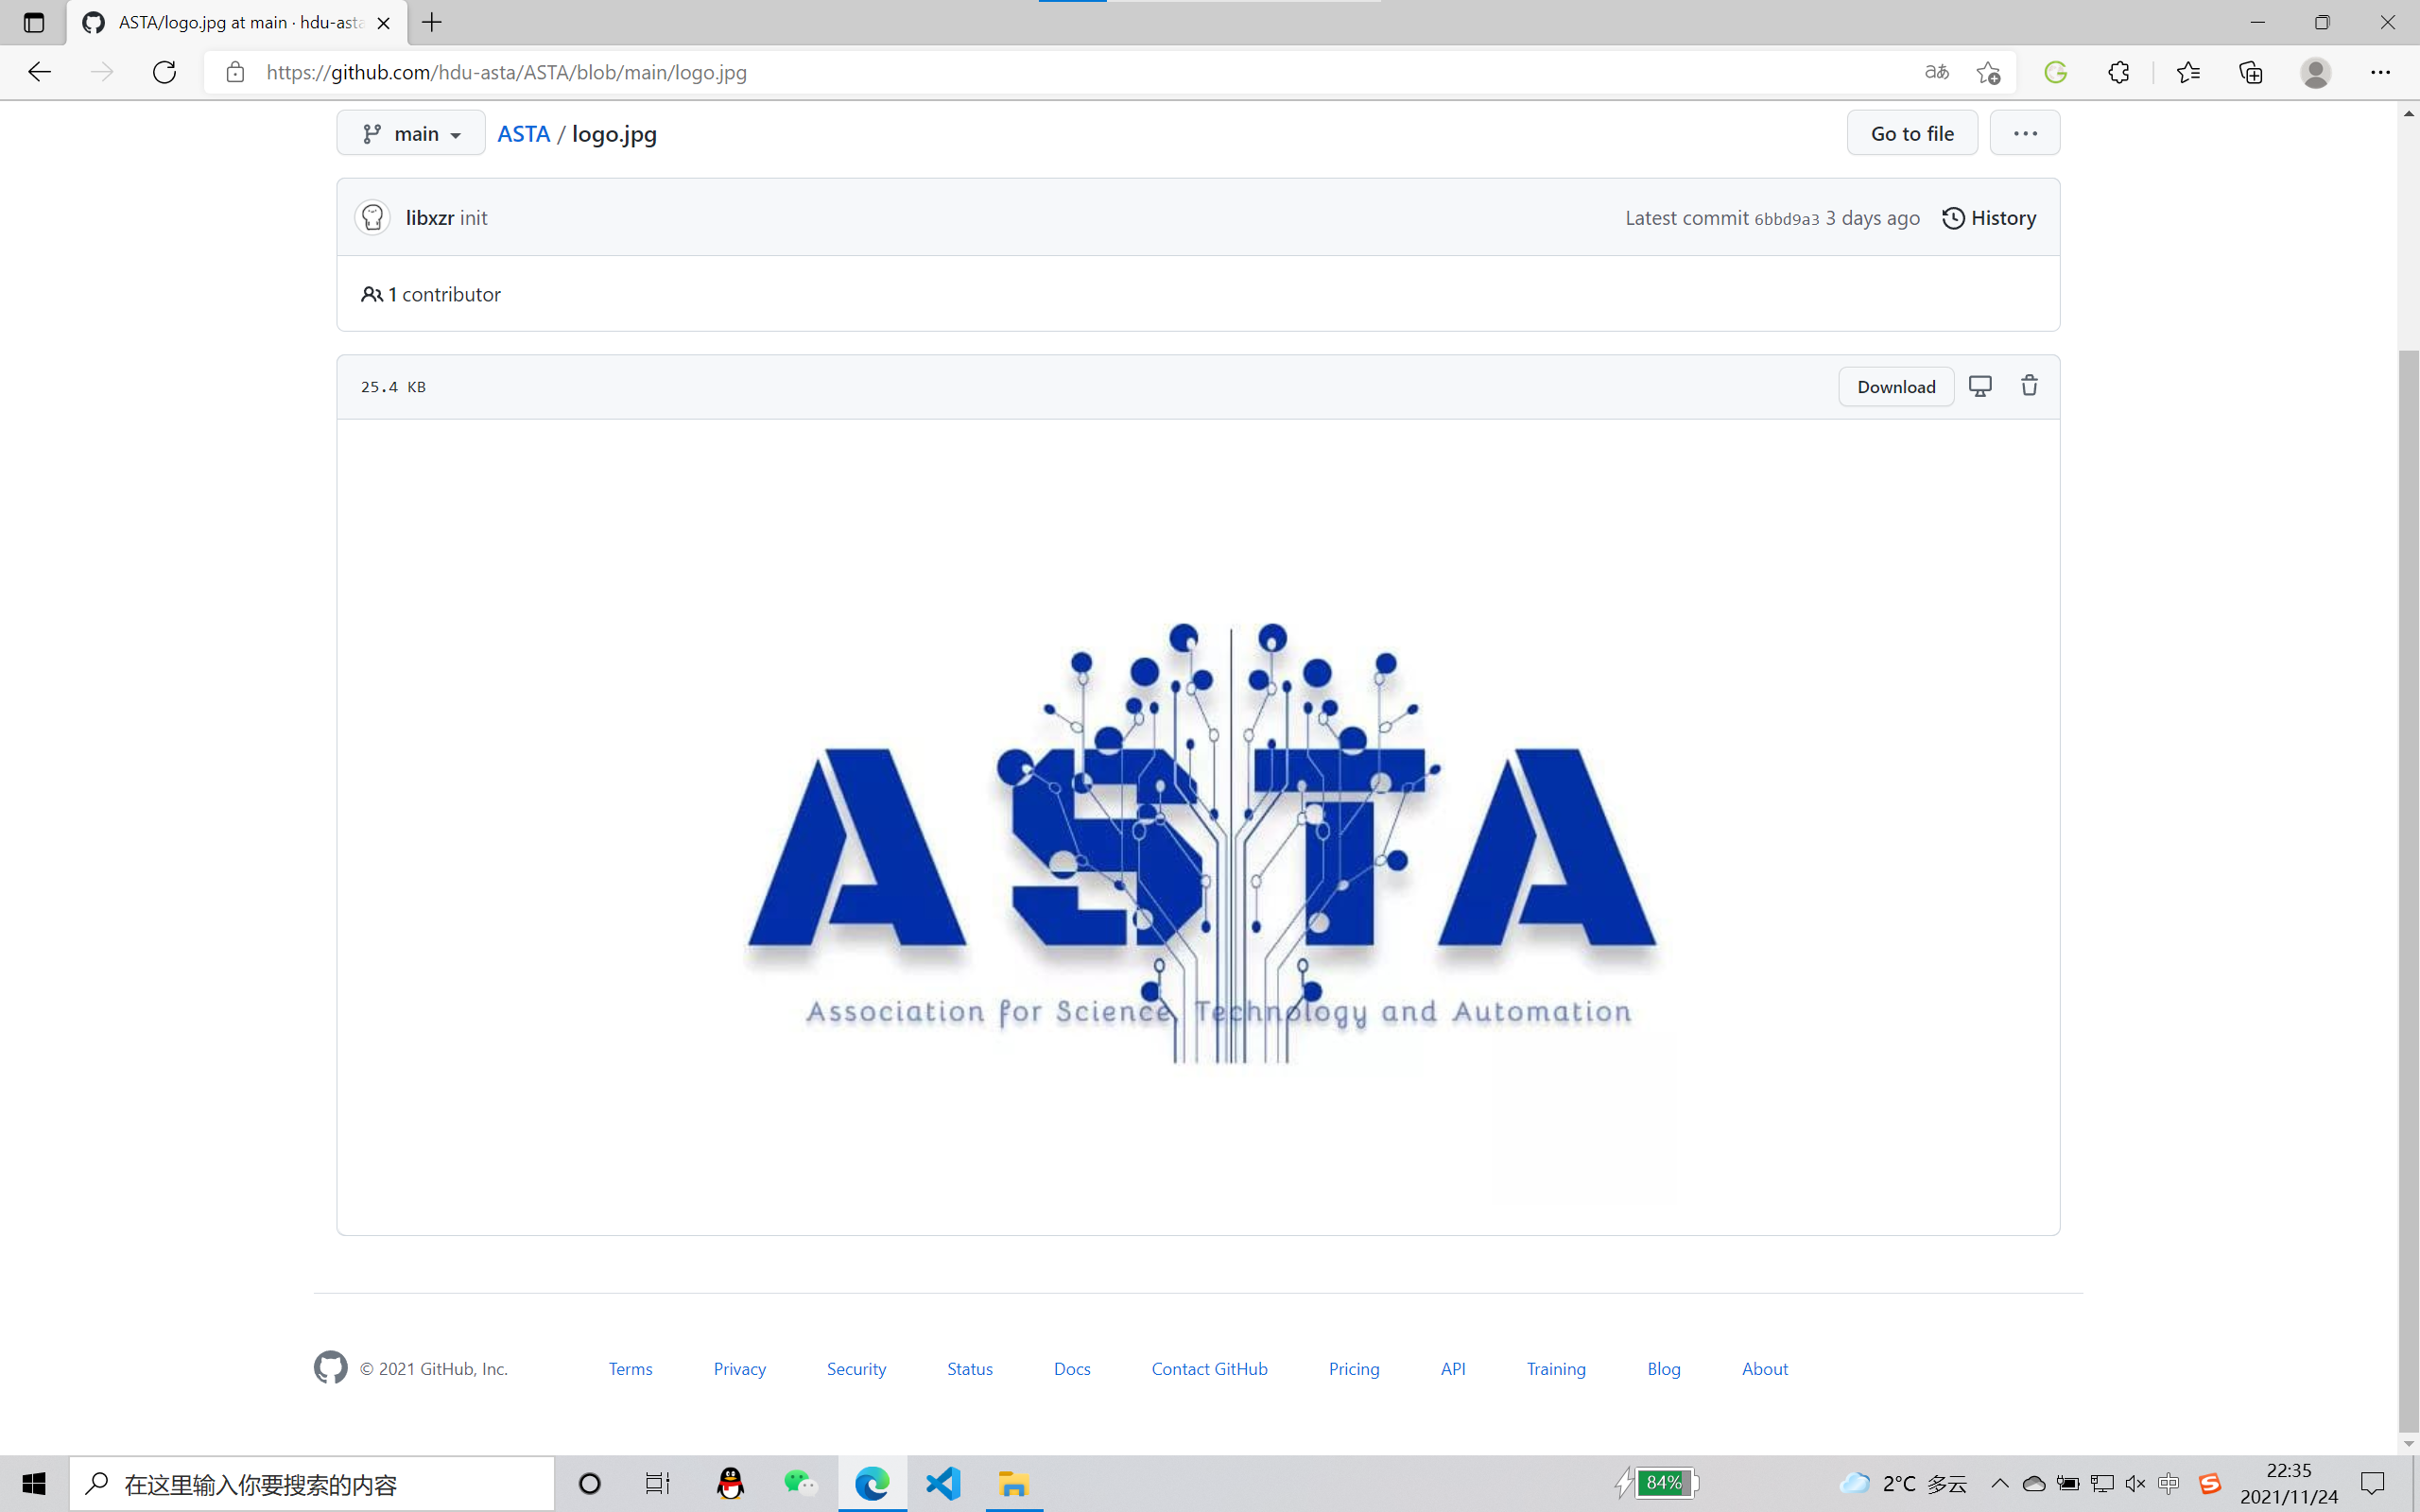 ASTA/logo.jpg at main · hdu-asta
https://github.com/hdu-asta/ASTA/blob/main/logo.jpg
main ASTA / logo.jpg Go to file
libxzr init Latest commit 6bbd9a3 3 days ago History
1 contributor
25.4 KB Download
ASTA
Association for Science Technology and Automation
© 2021 GitHub, Inc. Terms Privacy Security Status Docs Contact GitHub Pricing API Training Blog About
在这里输入你要搜索的内容 84% 2°C 多云 中 22:35
2021/11/24